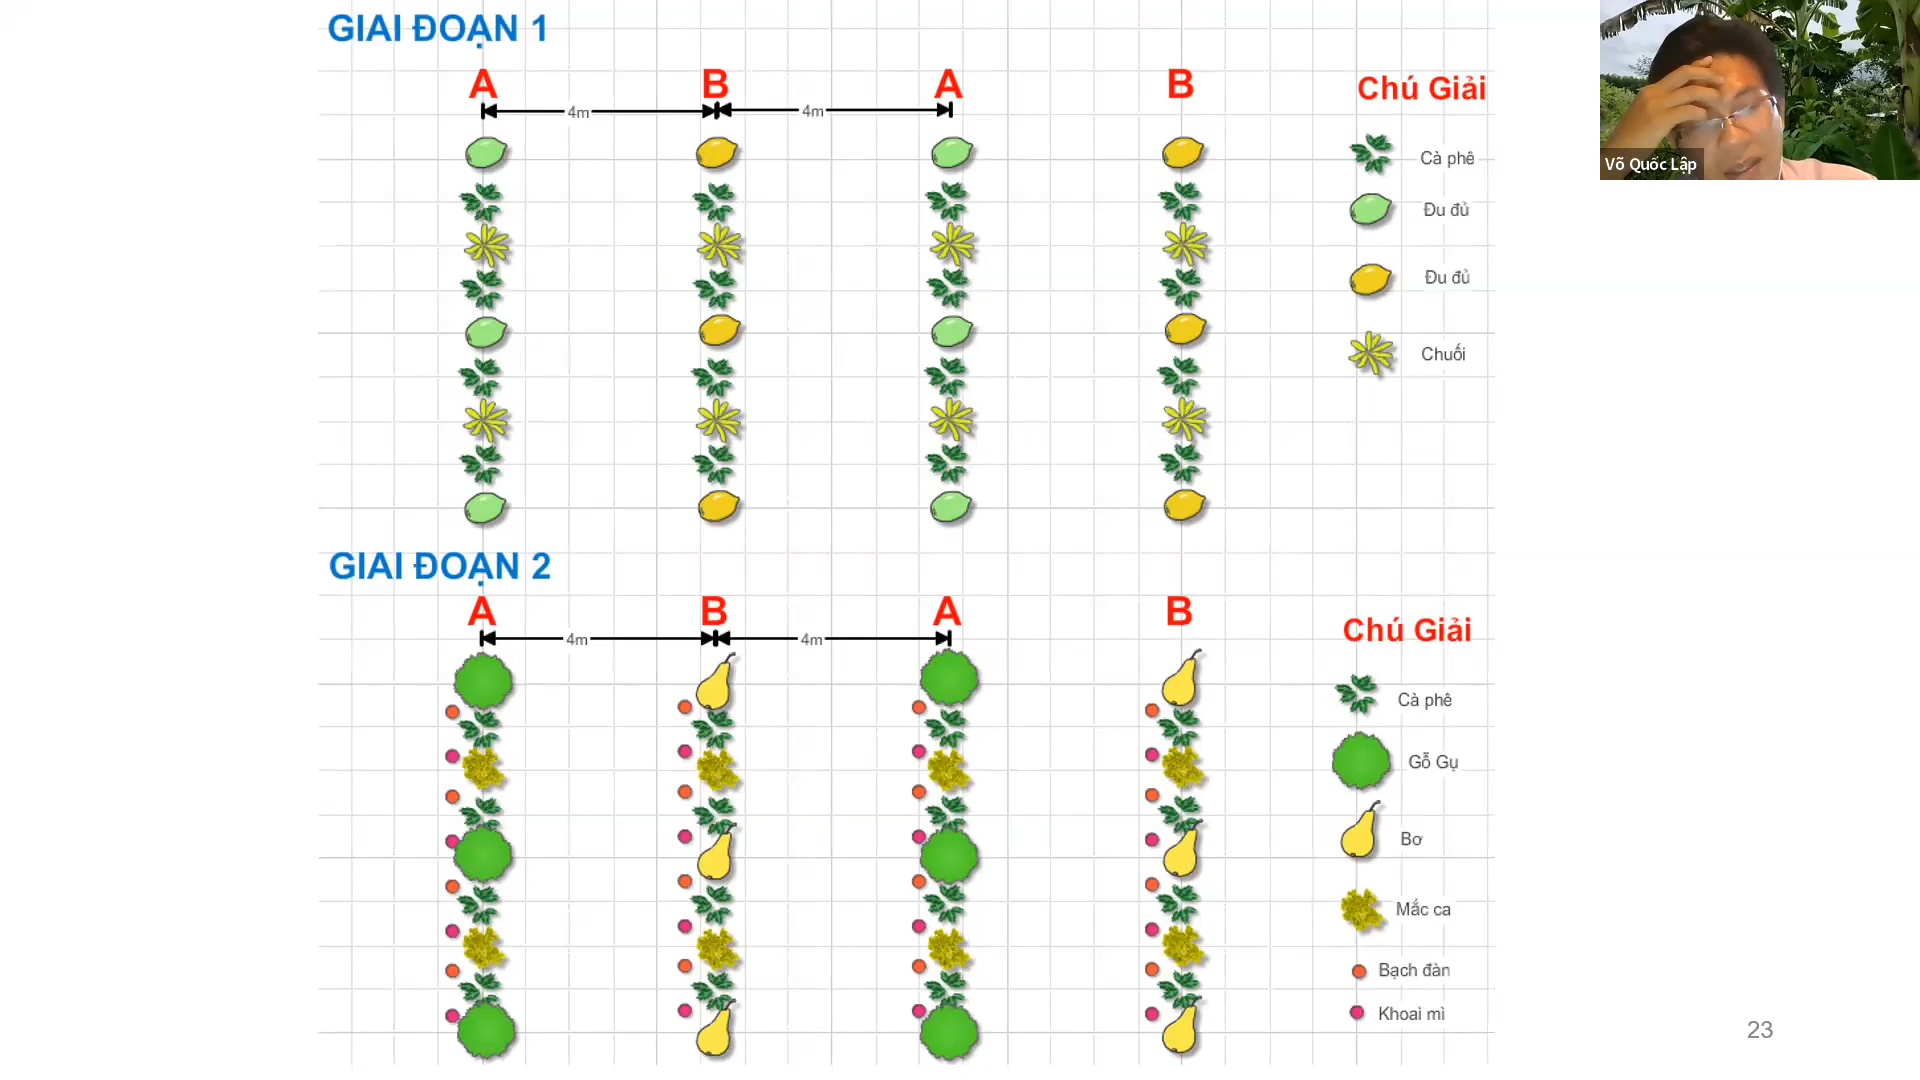 GIAI ĐOẠN 1
A B A B
4m 4m
Chú Giải
Cà phê
Đu đủ
Đu đủ
Chuối
GIAI ĐOẠN 2
A B A B
4m 4m
Chú Giải
Cà phê
Gỗ Gụ
Bơ
Mắc ca
Bạch đàn
Khoai mì
Võ Quốc Lập
23